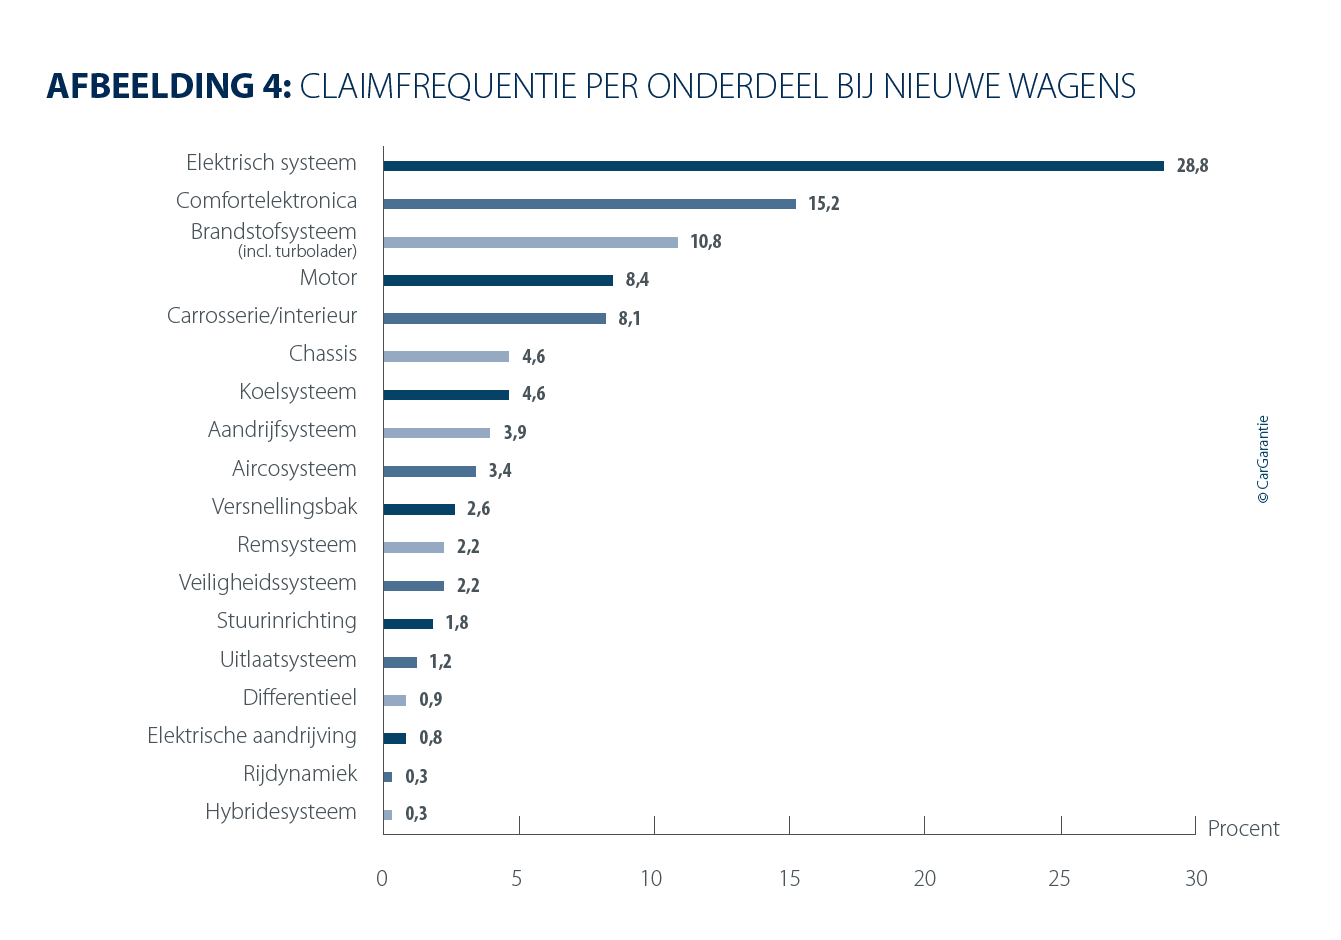 AFBEELDING 4: CLAIMFREQUENTIE PER ONDERDEEL BIJ NIEUWE WAGENS
Elektrisch systeem 28,8
Comfortelektronica 15,2
Brandstofsysteem
(incl. turbolader) 10,8
Motor 8,4
Carrosserie/interieur 8,1
Chassis 4,6
Koelsysteem 4,6
Aandrijfsysteem 3,9
Aircosysteem 3,4
Versnellingsbak 2,6
Remsysteem 2,2
Veiligheidssysteem 2,2
Stuurinrichting 1,8
Uitlaatsysteem 1,2
Differentieel 0,9
Elektrische aandrijving 0,8
Rijdynamiek 0,3
Hybridesysteem 0,3
Procent
0 5 10 15 20 25 30
© CarGarantie